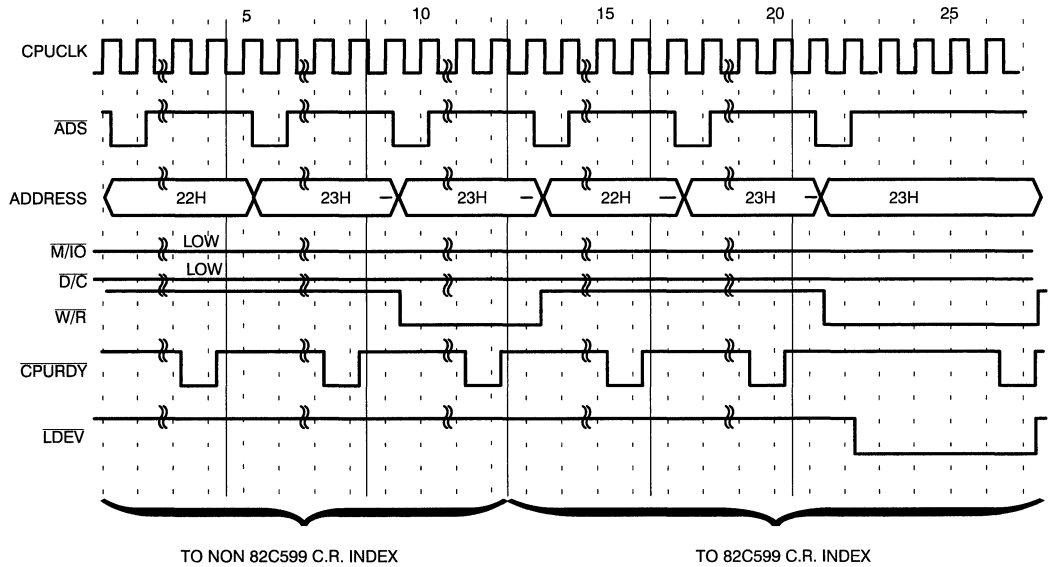 5 10 15 20 25
CPUCLK
ADS
ADDRESS 22H 23H 23H 22H 23H 23H
M/IO LOW
D/C LOW
W/R
CPURDY
LDEV
TO NON 82C599 C.R. INDEX TO 82C599 C.R. INDEX